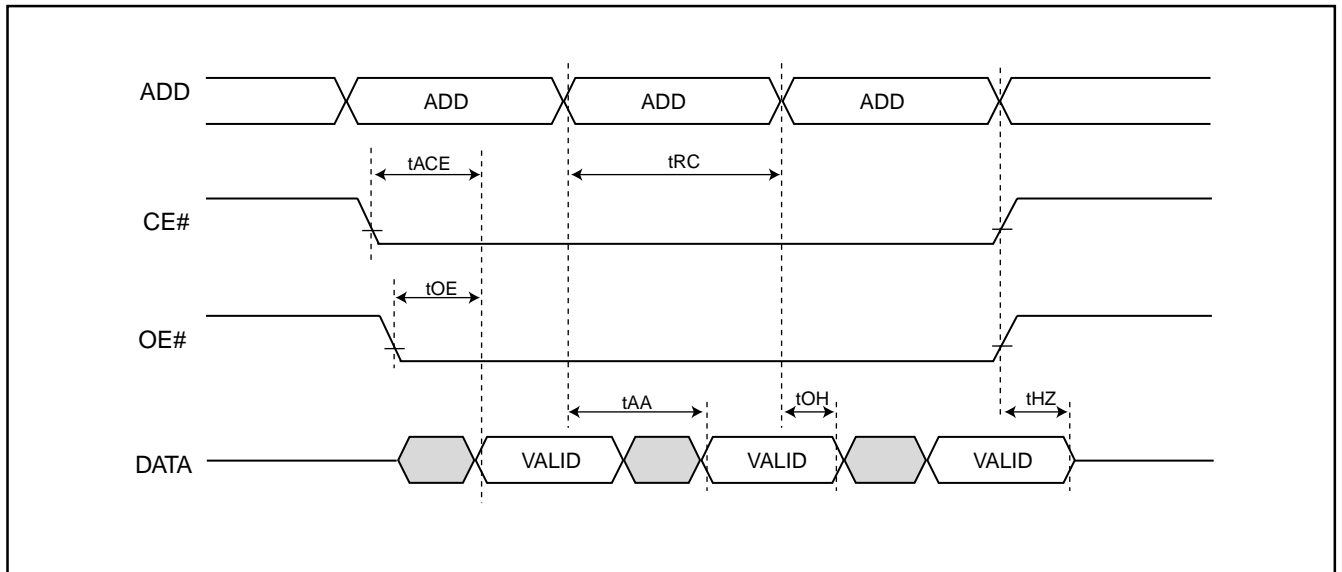 ADD
ADD
ADD
ADD
tACE
tRC
CE#
tOE
OE#
tAA
tOH
tHZ
DATA
VALID
VALID
VALID